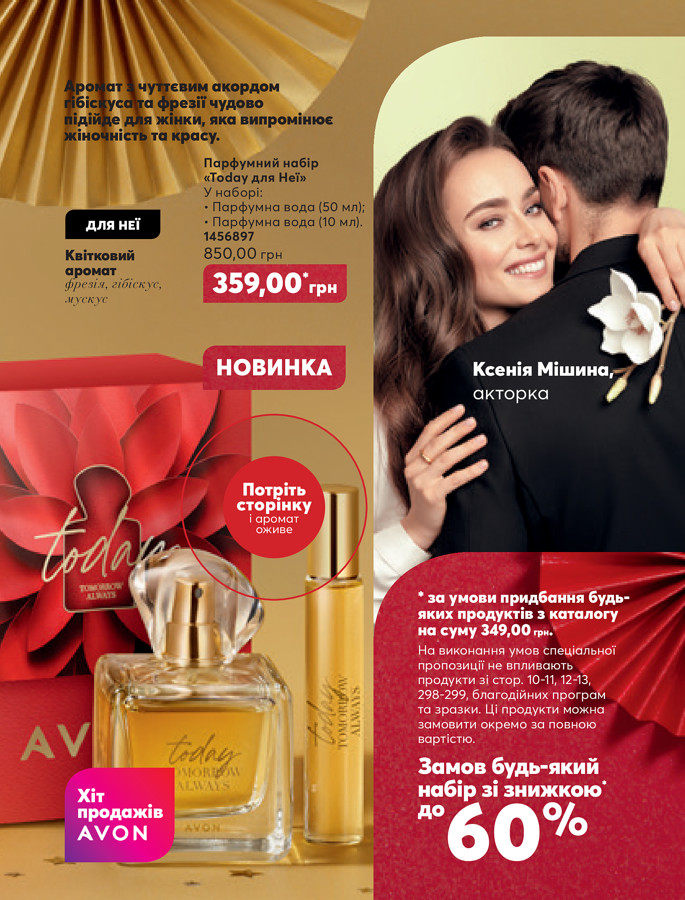 Аромат з чуттєвим акордом
гібіскуса та фрезії чудово
підійде для жінки, яка випромінює
жіночність та красу.
Парфумний набір
«Today для Неї»
У наборі:
• Парфумна вода (50 мл);
• Парфумна вода (10 мл).
1456897
850,00 грн
359,00* грн
ДЛЯ НЕЇ
Квітковий
аромат
фрезія, гібіскус,
мускус
НОВИНКА
Ксенія Мішина,
акторка
Потріть
сторінку
і аромат
оживе
today
TOMORROW
ALWAYS
AVON
today
TOMORROW
ALWAYS
AVON
today
TOMORROW
ALWAYS
Хіт
продажів
AVON
* за умови придбання будь-
яких продуктів з каталогу
на суму 349,00 грн.
На виконання умов спеціальної
пропозиції не впливають
продукти зі стор. 10-11, 12-13,
298-299, благодійних програм
та зразки. Ці продукти можна
замовити окремо за повною
вартістю.
Замов будь-який
набір зі знижкою*
до 60%